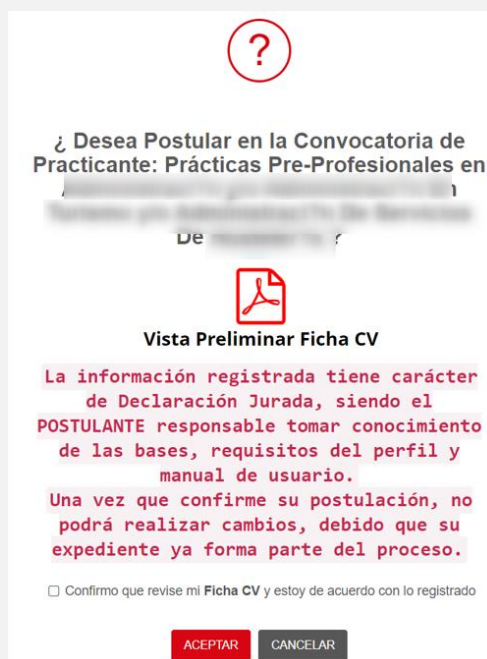 ?
¿ Desea Postular en la Convocatoria de
Practicante: Prácticas Pre-Profesionales en
De ?
Vista Preliminar Ficha CV
La información registrada tiene carácter
de Declaración Jurada, siendo el
POSTULANTE responsable tomar conocimiento
de las bases, requisitos del perfil y
manual de usuario.
Una vez que confirme su postulación, no
podrá realizar cambios, debido que su
expediente ya forma parte del proceso.
Confirmo que revise mi Ficha CV y estoy de acuerdo con lo registrado
ACEPTAR CANCELAR